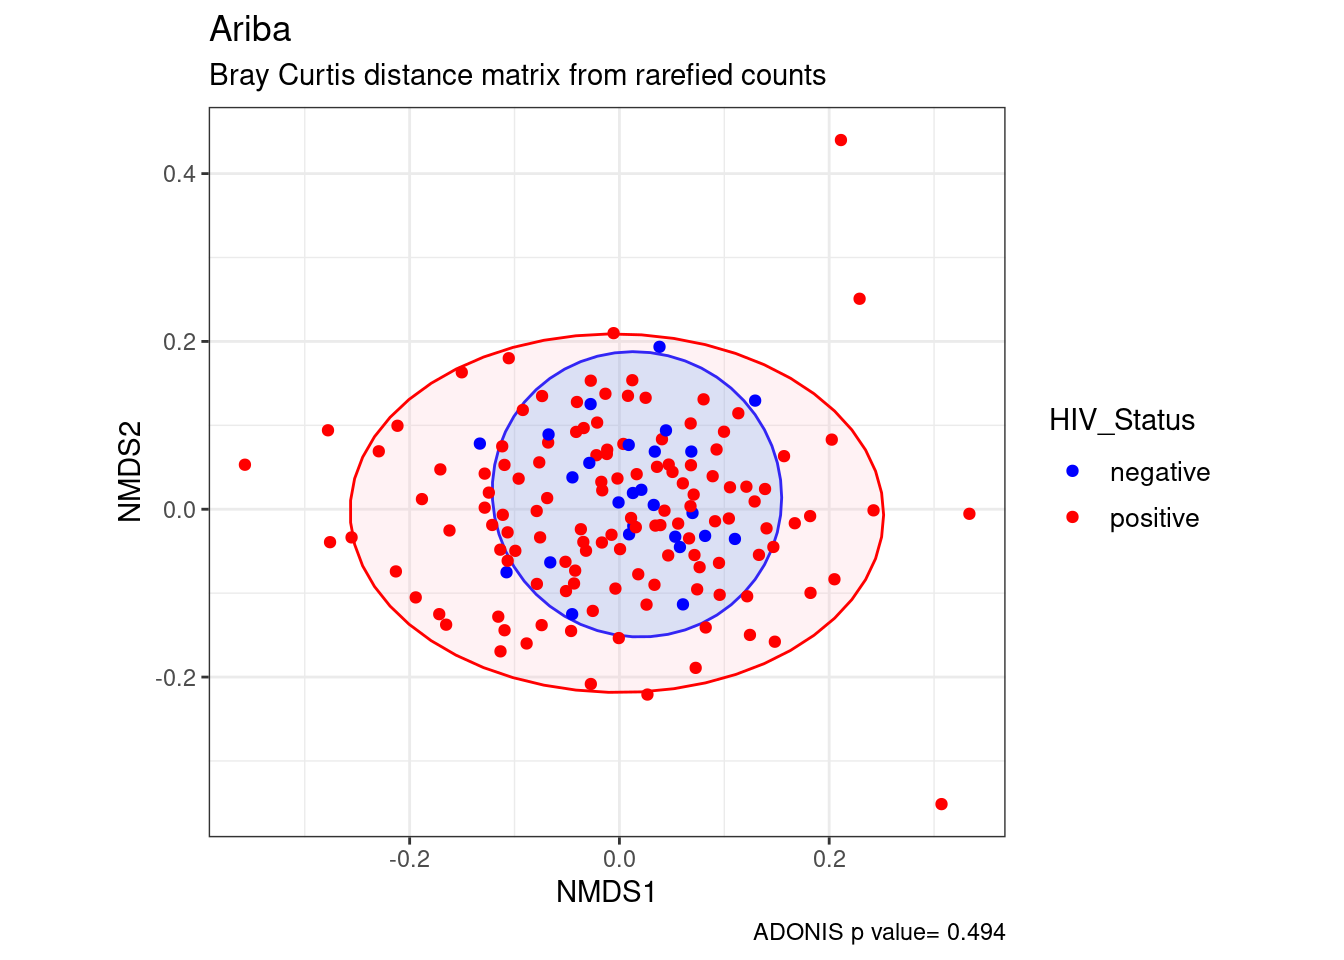 Ariba
Bray Curtis distance matrix from rarefied counts
0.4
0.2
0.0
-0.2
NMDS2
-0.2 0.0 0.2
NMDS1
HIV_Status
negative
positive
ADONIS p value= 0.494